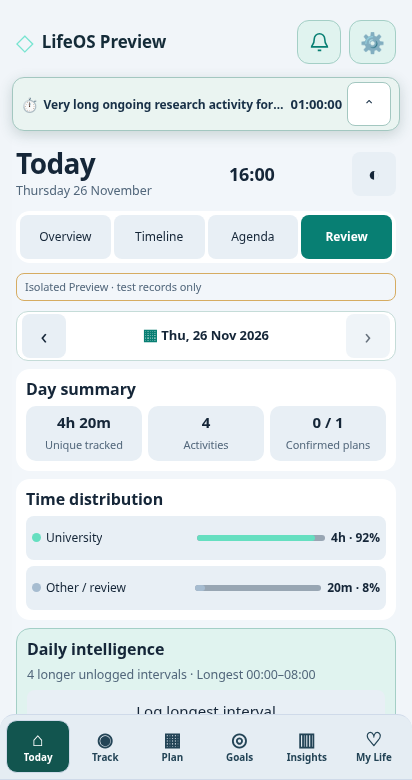 LifeOS Preview
Very long ongoing research activity for... 01:00:00
Today
Thursday 26 November
16:00
Overview Timeline Agenda Review
Isolated Preview · test records only
‹ Thu, 26 Nov 2026 ›
Day summary
4h 20m 4 0 / 1
Unique tracked Activities Confirmed plans
Time distribution
University 4h · 92%
Other / review 20m · 8%
Daily intelligence
4 longer unlogged intervals · Longest 00:00–08:00
Log longest interval
Today Track Plan Goals Insights My Life